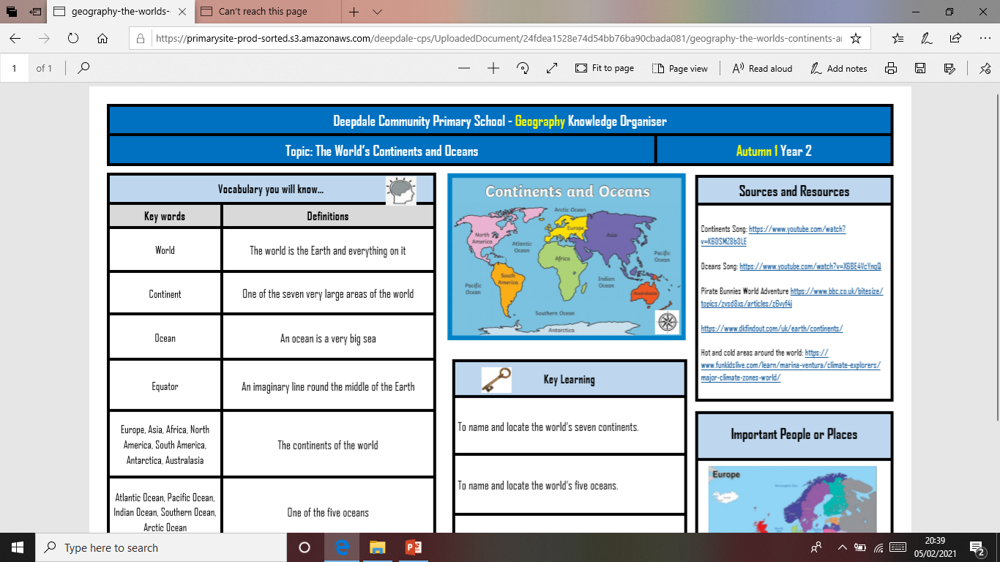 geography-the-worlds-
Can't reach this page
https://primarysite-prod-sorted.s3.amazonaws.com/deepdale-cps/UploadedDocument/24fdea1528e74d54bb76ba90cbada081/geography-the-worlds-continents-a
1 of 1
Fit to page
Page view
Read aloud
Add notes
Deepdale Community Primary School - Geography Knowledge Organiser
Topic: The World's Continents and Oceans
Autumn 1 Year 2
Vocabulary you will know...
Key words
Definitions
World
The world is the Earth and everything on it
Continent
One of the seven very large areas of the world
Ocean
An ocean is a very big sea
Equator
An imaginary line round the middle of the Earth
Europe, Asia, Africa, North
America, South America,
Antarctica, Australasia
The continents of the world
Atlantic Ocean, Pacific Ocean,
Indian Ocean, Southern Ocean,
Arctic Ocean
One of the five oceans
Continents and Oceans
Arctic Ocean
North
America
Europe
Asia
Atlantic
Ocean
Africa
Pacific
Ocean
South
America
Pacific
Ocean
Indian
Ocean
Australasia
Southern Ocean
Antarctica
Key Learning
To name and locate the world's seven continents.
To name and locate the world's five oceans.
Sources and Resources
Continents Song: https://www.youtube.com/watch?
v=K6DSMZ8b3LE
Oceans Song: https://www.youtube.com/watch?v=X6BE4VcYngQ
Pirate Bunnies World Adventure https://www.bbc.co.uk/bitesize/
topics/zvsd8xs/articles/z6vyf4j
https://www.dkfindout.com/uk/earth/continents/
Hot and cold areas around the world: https://
www.funkidslive.com/learn/marina-ventura/climate-explorers/
major-climate-zones-world/
Important People or Places
Europe
Type here to search
20:39
05/02/2021
2